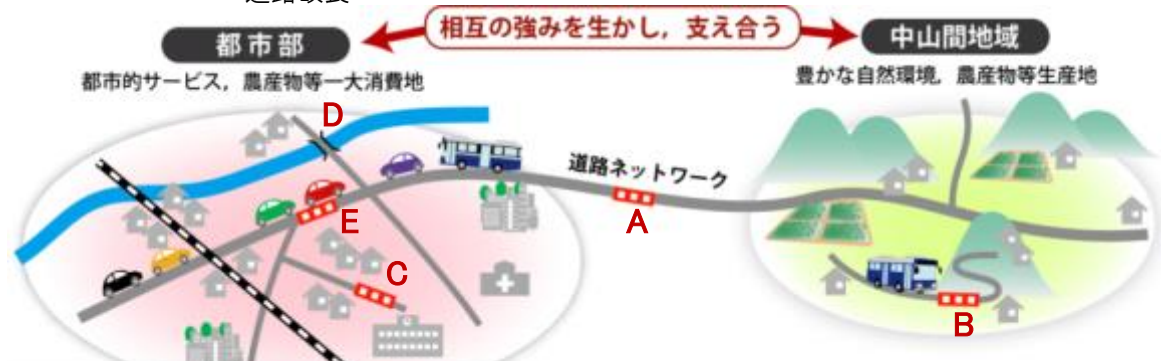 相互の強みを生かし,支え合う
都市部
中山間地域
都市的サービス,農産物等一大消費地
豊かな自然環境,農産物等生産地
D
道路ネットワーク
E
A
C
B